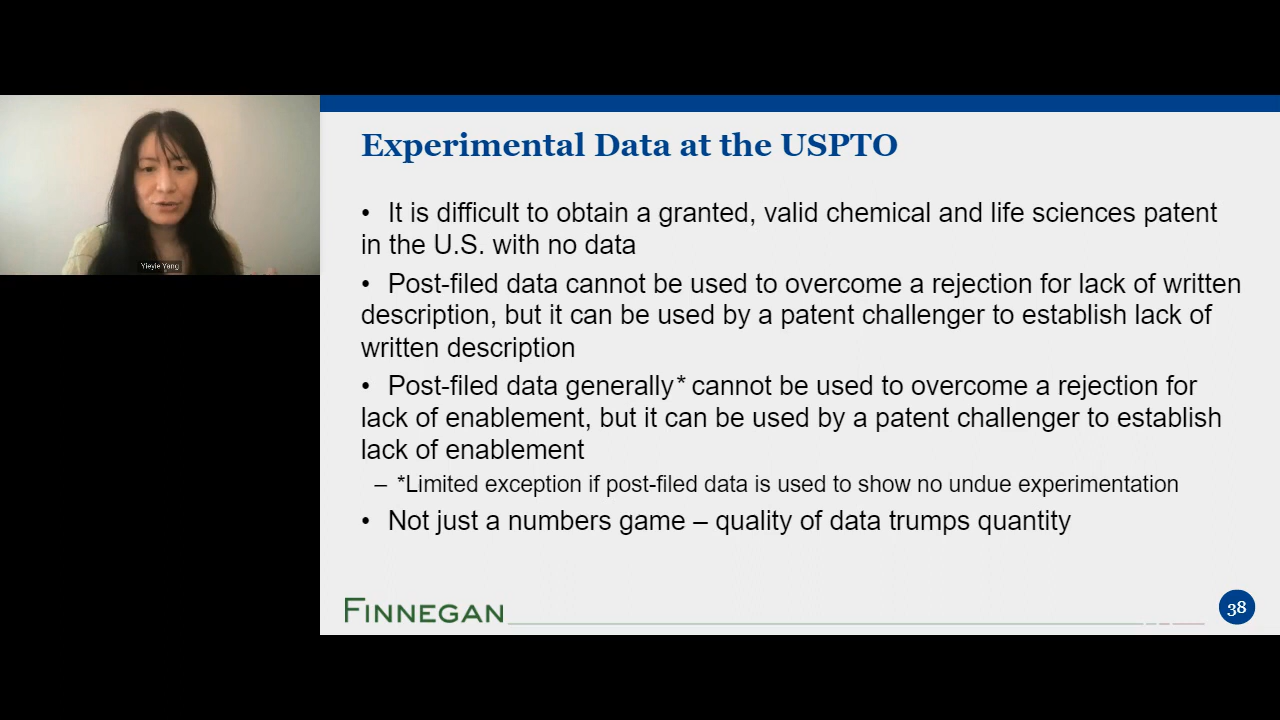 Experimental Data at the USPTO
• It is difficult to obtain a granted, valid chemical and life sciences patent
in the U.S. with no data
• Post-filed data cannot be used to overcome a rejection for lack of written
description, but it can be used by a patent challenger to establish lack of
written description
• Post-filed data generally* cannot be used to overcome a rejection for
lack of enablement, but it can be used by a patent challenger to establish
lack of enablement
– *Limited exception if post-filed data is used to show no undue experimentation
• Not just a numbers game – quality of data trumps quantity
Yieyie Yang
FINNEGAN
38